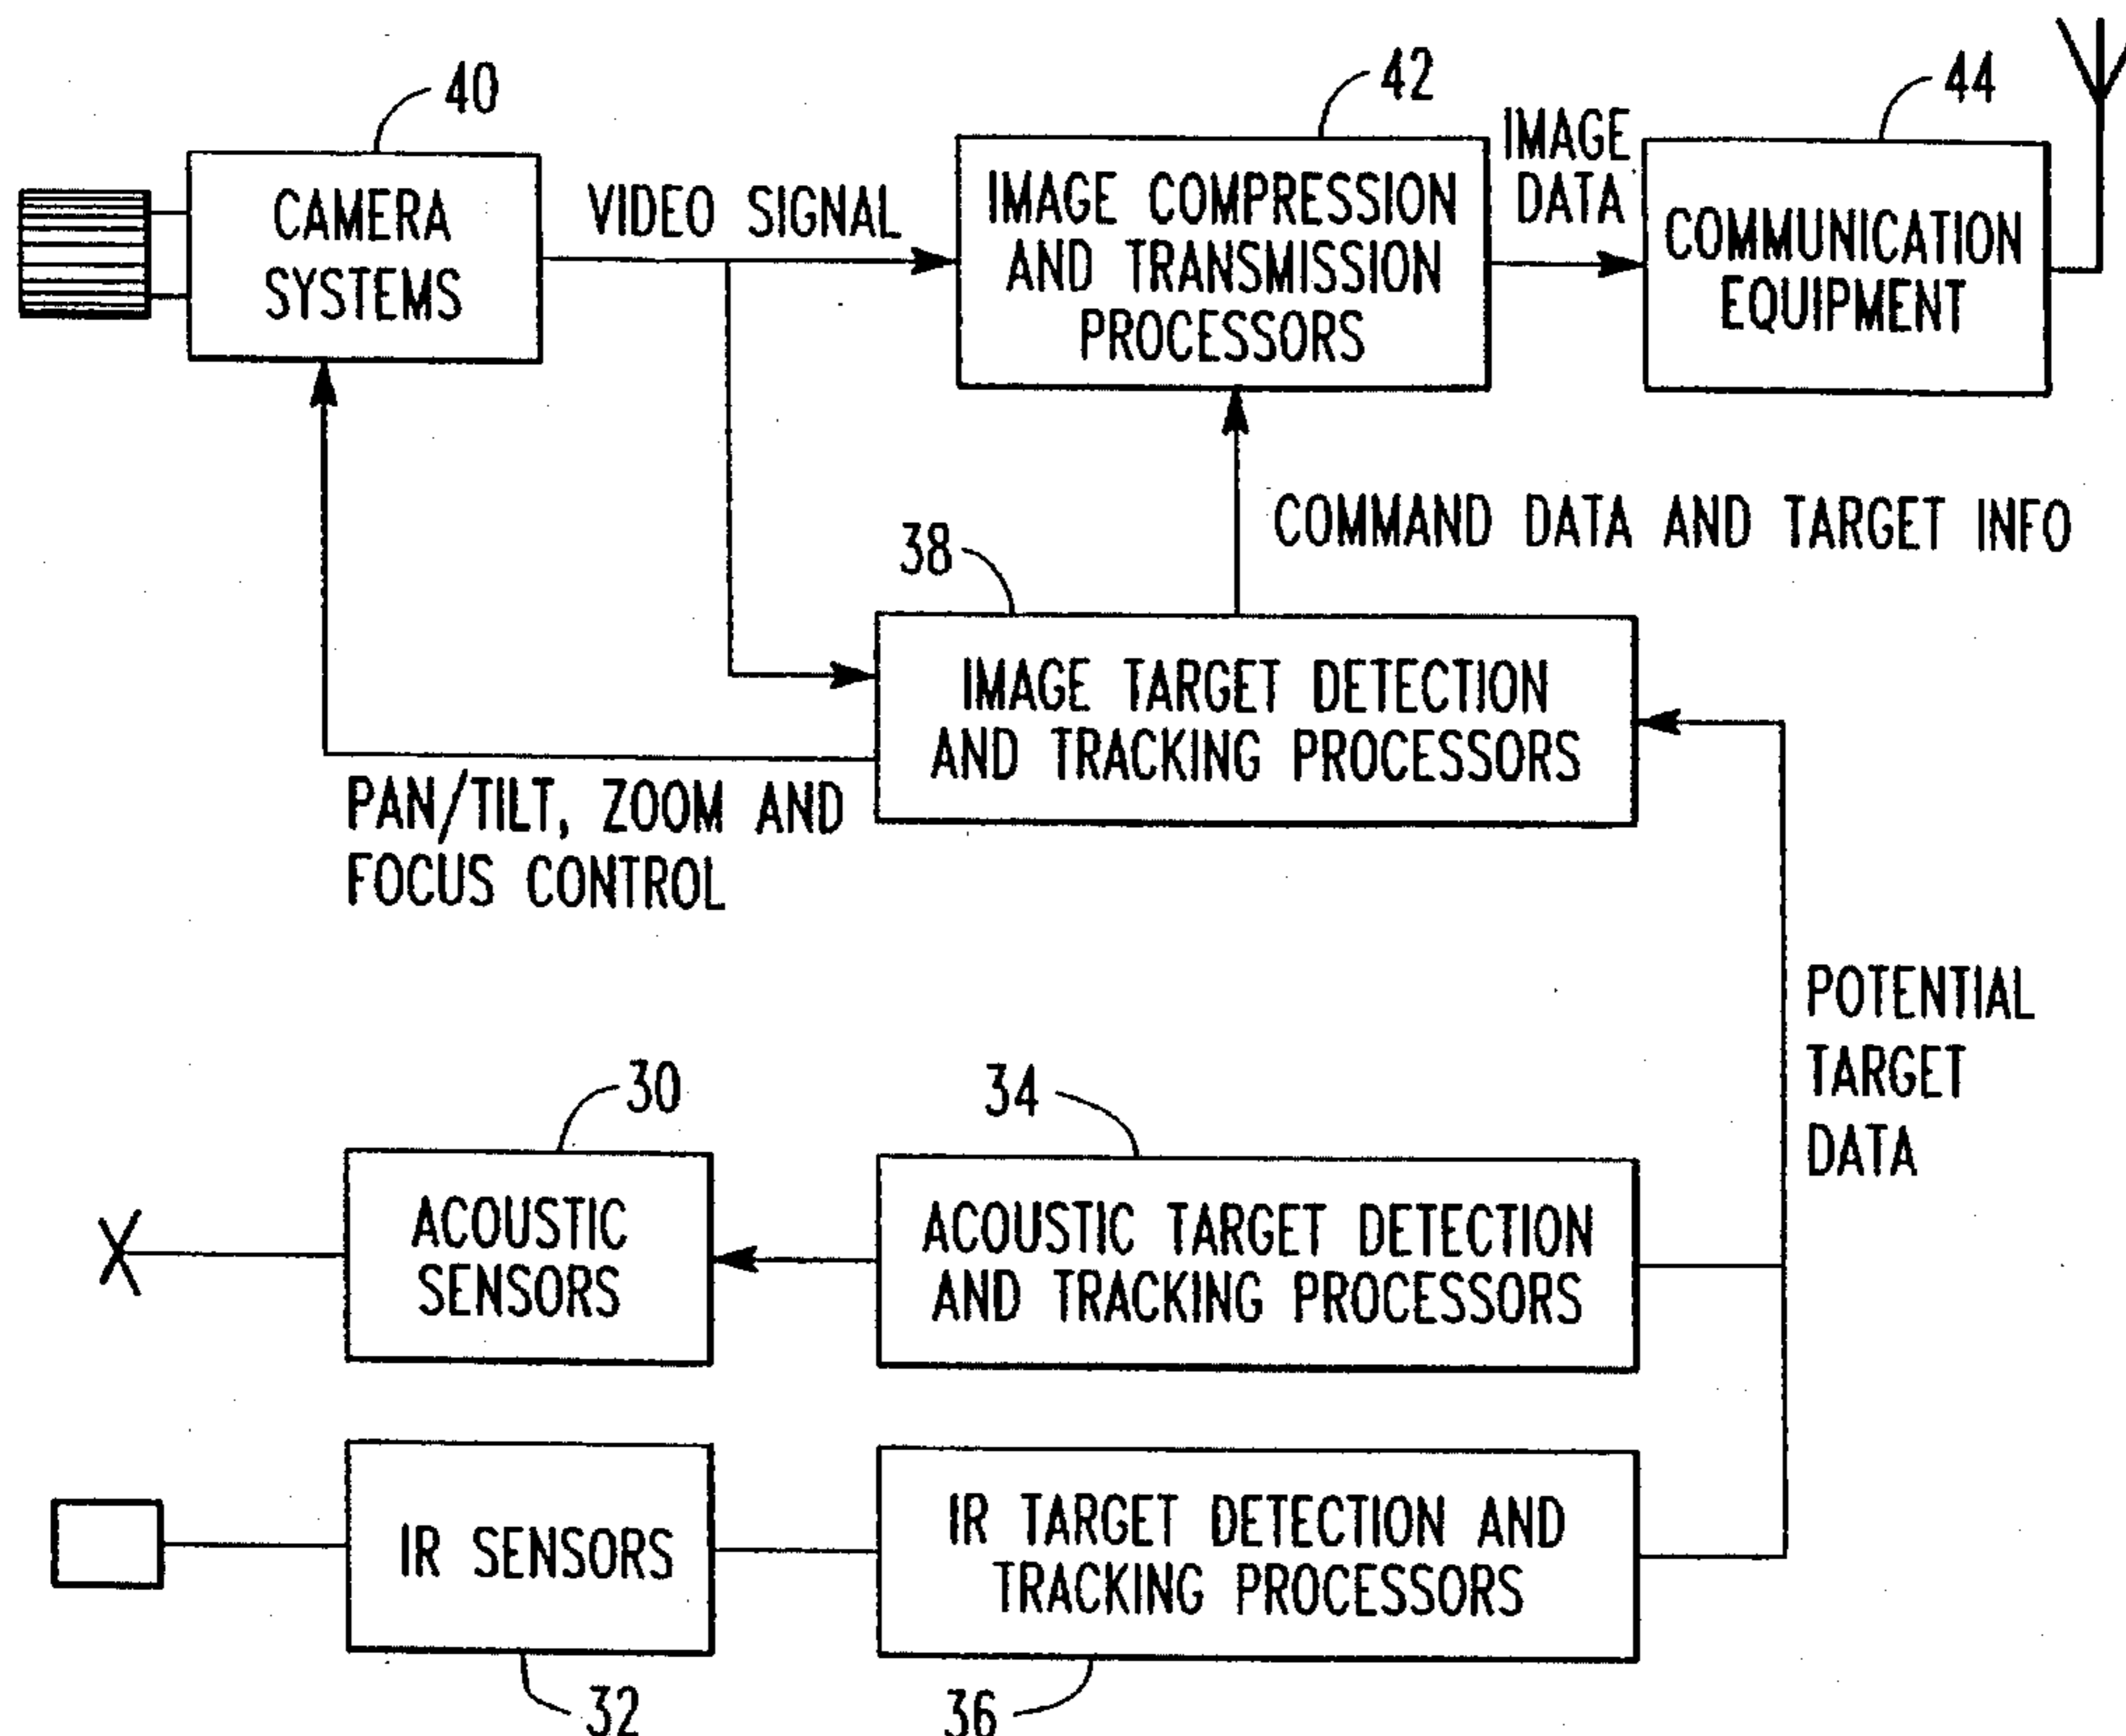 40
42
44
CAMERA
SYSTEMS
VIDEO SIGNAL
IMAGE COMPRESSION
AND TRANSMISSION
PROCESSORS
IMAGE
DATA
COMMUNICATION
EQUIPMENT
COMMAND DATA AND TARGET INFO
38
IMAGE TARGET DETECTION
AND TRACKING PROCESSORS
PAN/TILT, ZOOM AND
FOCUS CONTROL
POTENTIAL
TARGET
DATA
30
34
ACOUSTIC
SENSORS
ACOUSTIC TARGET DETECTION
AND TRACKING PROCESSORS
IR SENSORS
IR TARGET DETECTION AND
TRACKING PROCESSORS
32
36